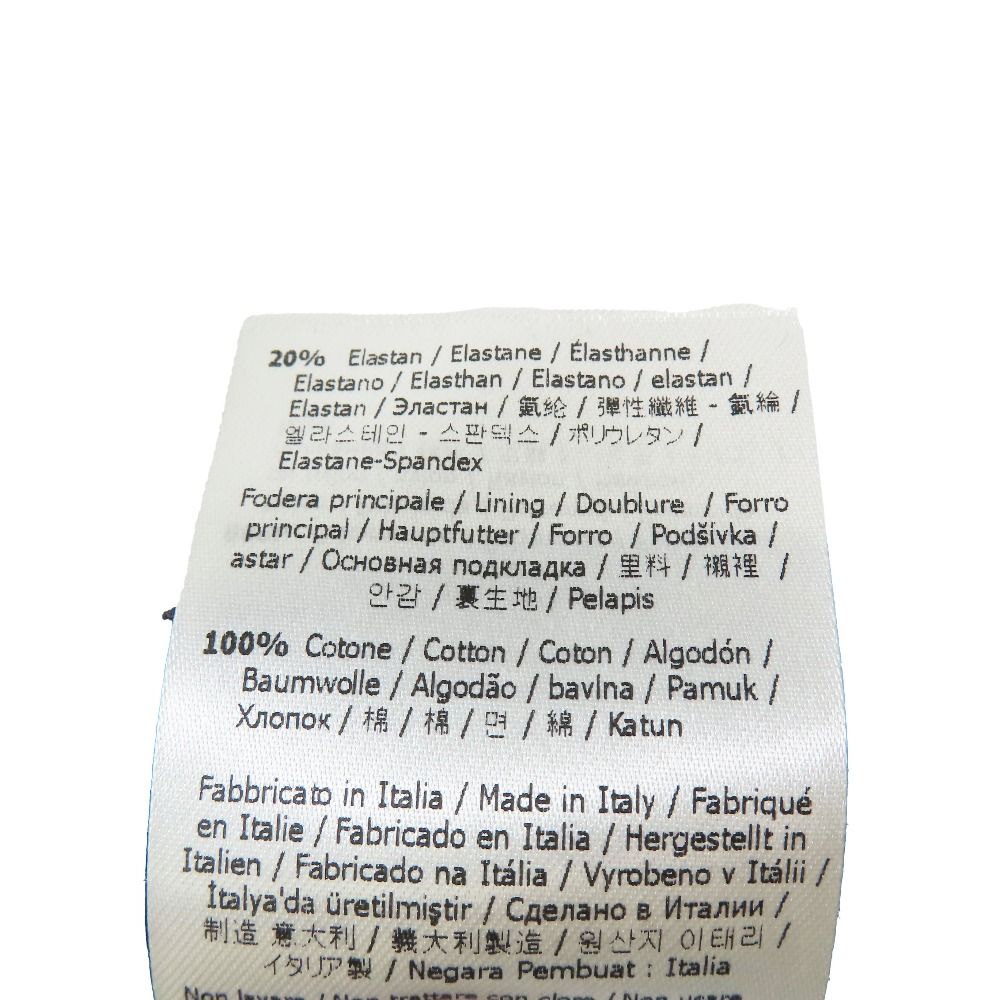 20% Elastan / Elastane / Élasthanne /
Elastano / Elasthan / Elastano / elastan /
Elastan / Эластан / 氨纶 / 彈性纖維 - 氨綸 /
엘라스테인 - 스판덱스 / ポリウレタン /
Elastane-Spandex
Fodera principale / Lining / Doublure / Forro
principal / Hauptfutter / Forro / Podšívka /
astar / Основная подкладка / 里料 / 襯裡 /
안감 / 裏生地 / Pelapis
100% Cotone / Cotton / Coton / Algodón /
Baumwolle / Algodão / bavlna / Pamuk /
Хлопок / 棉 / 棉 / 면 / 綿 / Katun
Fabbricato in Italia / Made in Italy / Fabriqué
en Italie / Fabricado en Italia / Hergestellt in
Italien / Fabricado na Itália / Vyrobeno v Itálii /
İtalya'da üretilmiştir / Сделано в Италии /
制造 意大利 / 義大利製造 / 원산지 이태리 /
イタリア製 / Negara Pembuat : Italia
Non lavare / Non